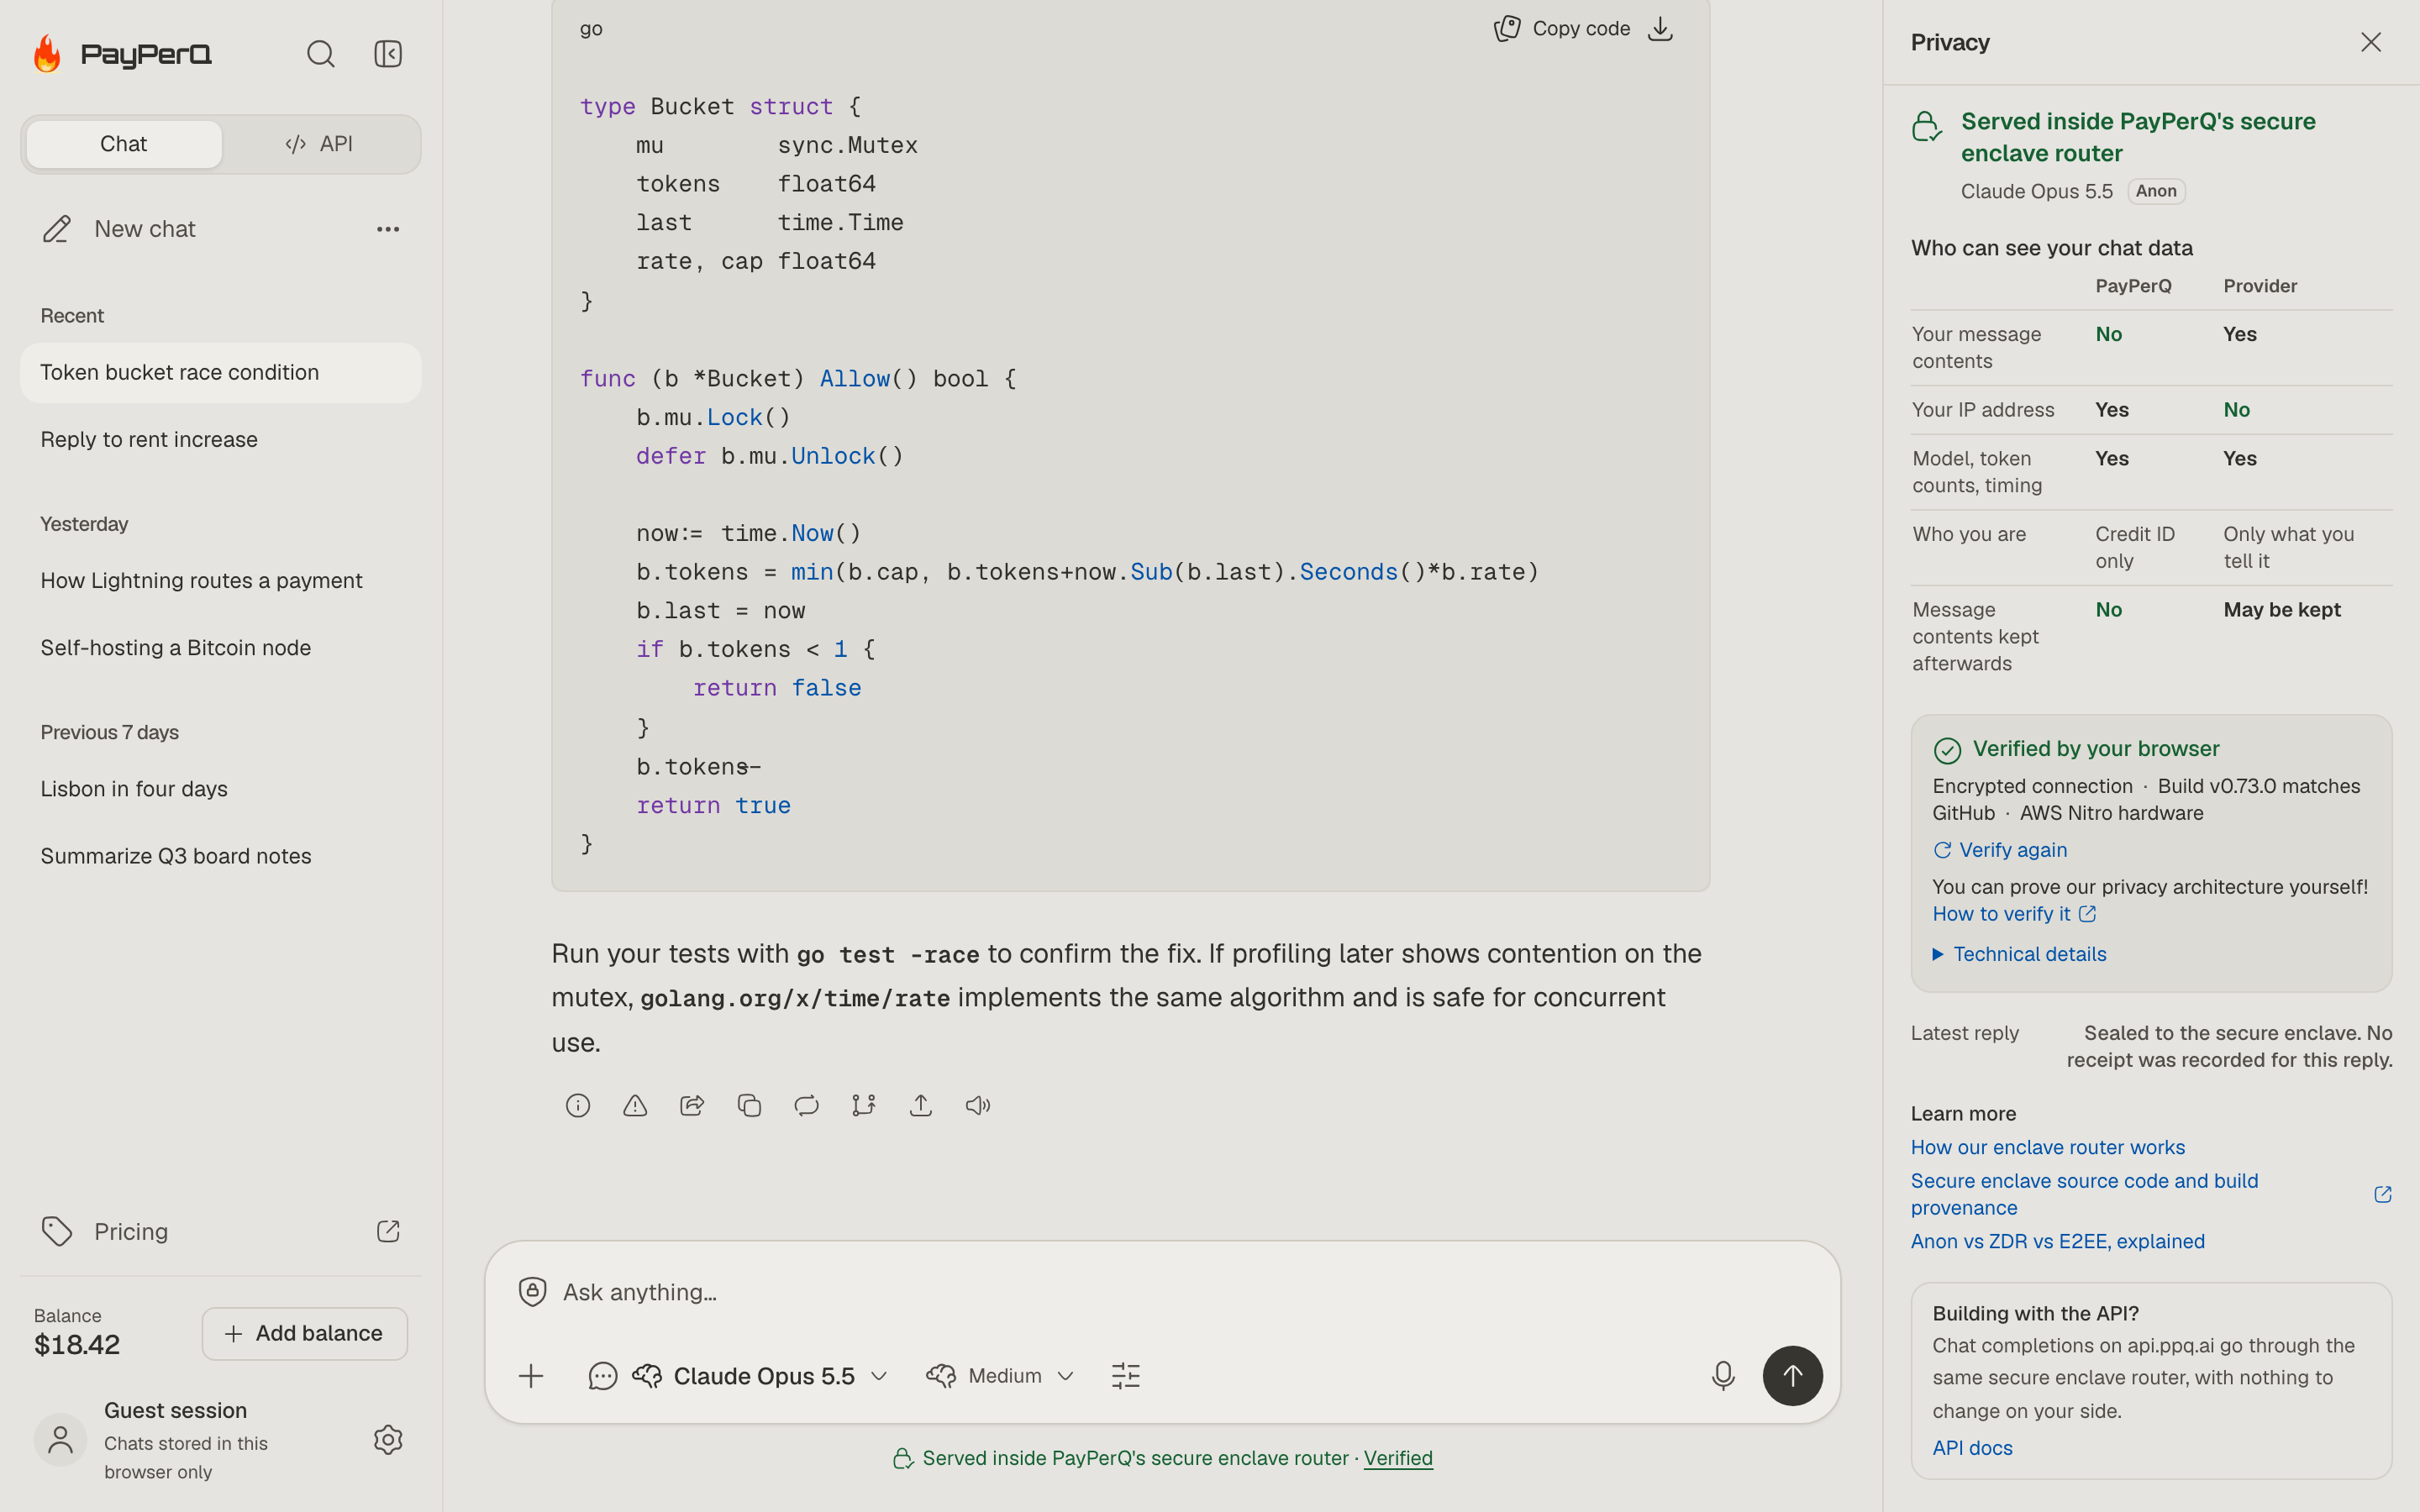 PayPerQ
Chat
API
New chat
Recent
Token bucket race condition
Reply to rent increase
Yesterday
How Lightning routes a payment
Self-hosting a Bitcoin node
Previous 7 days
Lisbon in four days
Summarize Q3 board notes
Pricing
Balance
$18.42
Add balance
Guest session
Chats stored in this
browser only
go
Copy code
type Bucket struct {
    mu        sync.Mutex
    tokens    float64
    last      time.Time
    rate, cap float64
}
func (b *Bucket) Allow() bool {
    b.mu.Lock()
    defer b.mu.Unlock()
    now := time.Now()
    b.tokens = min(b.cap, b.tokens+now.Sub(b.last).Seconds()*b.rate)
    b.last = now
    if b.tokens < 1 {
        return false
    }
    b.tokens--
    return true
}
Run your tests with go test -race to confirm the fix. If profiling later shows contention on the
mutex, golang.org/x/time/rate implements the same algorithm and is safe for concurrent
use.
Ask anything...
Claude Opus 5.5
Medium
Served inside PayPerQ's secure enclave router · Verified
Privacy
Served inside PayPerQ's secure
enclave router
Claude Opus 5.5 Anon
Who can see your chat data
PayPerQ Provider
Your message
contents
No Yes
Your IP address Yes No
Model, token
counts, timing
Yes Yes
Who you are
Credit ID
only
Only what you
tell it
Message
contents kept
afterwards
No May be kept
Verified by your browser
Encrypted connection · Build v0.73.0 matches
GitHub · AWS Nitro hardware
Verify again
You can prove our privacy architecture yourself!
How to verify it
Technical details
Latest reply
Sealed to the secure enclave. No
receipt was recorded for this reply.
Learn more
How our enclave router works
Secure enclave source code and build
provenance
Anon vs ZDR vs E2EE, explained
Building with the API?
Chat completions on api.ppq.ai go through the
same secure enclave router, with nothing to
change on your side.
API docs